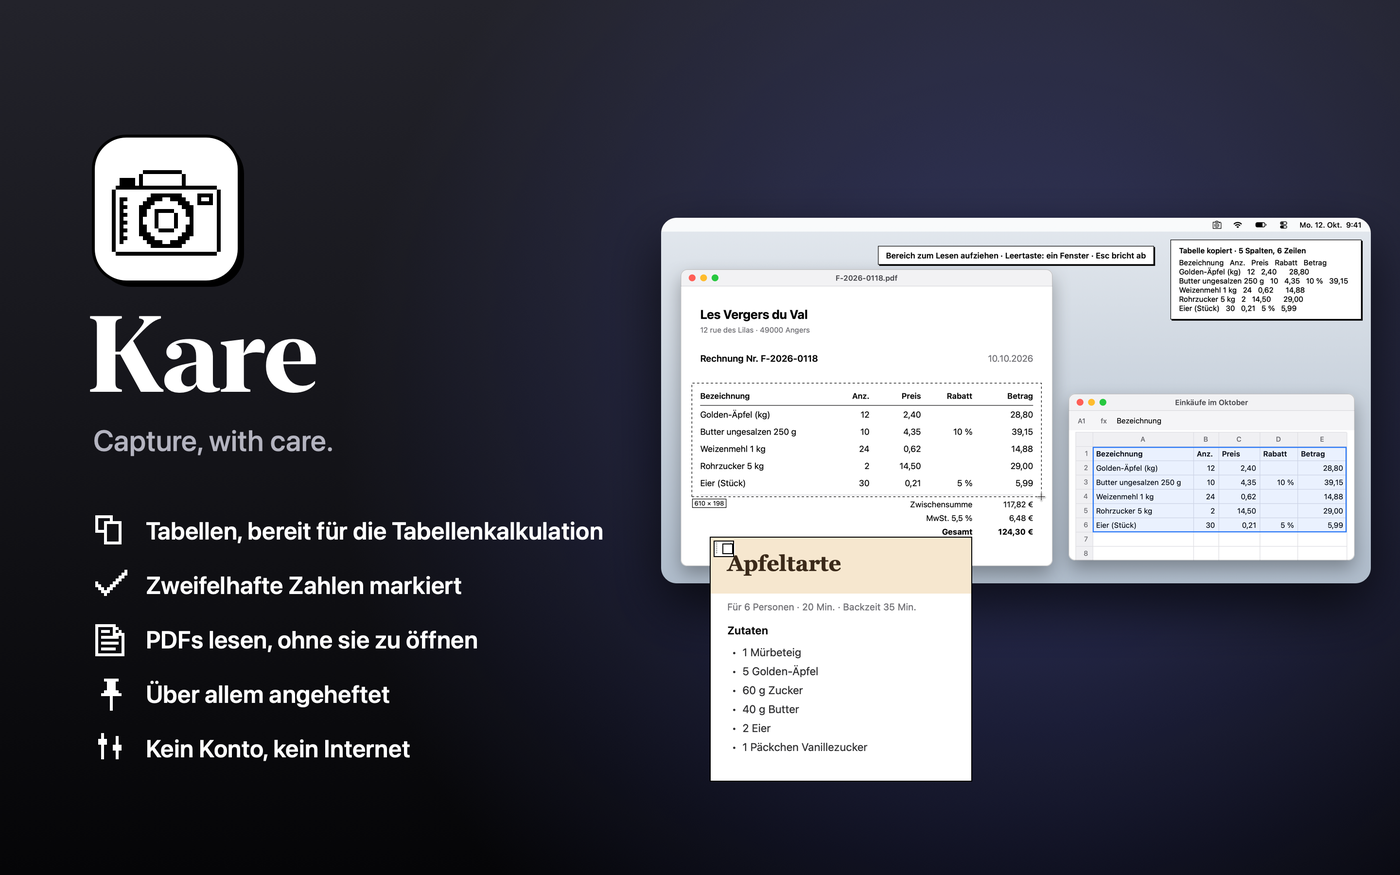 Kare
Capture, with care.
Tabellen, bereit für die Tabellenkalkulation
Zweifelhafte Zahlen markiert
PDFs lesen, ohne sie zu öffnen
Über allem angeheftet
Kein Konto, kein Internet
Mo. 12. Okt. 9:41
Bereich zum Lesen aufziehen · Leertaste: ein Fenster · Esc bricht ab
Tabelle kopiert · 5 Spalten, 6 Zeilen
Bezeichnung Anz. Preis Rabatt Betrag
Golden-Äpfel (kg) 12 2,40 28,80
Butter ungesalzen 250 g 10 4,35 10 % 39,15
Weizenmehl 1 kg 24 0,62 14,88
Rohrzucker 5 kg 2 14,50 29,00
Eier (Stück) 30 0,21 5 % 5,99
F-2026-0118.pdf
Les Vergers du Val
12 rue des Lilas · 49000 Angers
Rechnung Nr. F-2026-0118 10.10.2026
Bezeichnung Anz. Preis Rabatt Betrag
Golden-Äpfel (kg) 12 2,40 28,80
Butter ungesalzen 250 g 10 4,35 10 % 39,15
Weizenmehl 1 kg 24 0,62 14,88
Rohrzucker 5 kg 2 14,50 29,00
Eier (Stück) 30 0,21 5 % 5,99
610 × 198
Zwischensumme 117,82 €
MwSt. 5,5 % 6,48 €
Gesamt 124,30 €
Einkäufe im Oktober
A1 fx Bezeichnung
A B C D E
1 Bezeichnung Anz. Preis Rabatt Betrag
2 Golden-Äpfel (kg) 12 2,40 28,80
3 Butter ungesalzen 250 g 10 4,35 10 % 39,15
4 Weizenmehl 1 kg 24 0,62 14,88
5 Rohrzucker 5 kg 2 14,50 29,00
6 Eier (Stück) 30 0,21 5 % 5,99
7
8
Apfeltarte
Für 6 Personen · 20 Min. · Backzeit 35 Min.
Zutaten
• 1 Mürbeteig
• 5 Golden-Äpfel
• 60 g Zucker
• 40 g Butter
• 2 Eier
• 1 Päckchen Vanillezucker